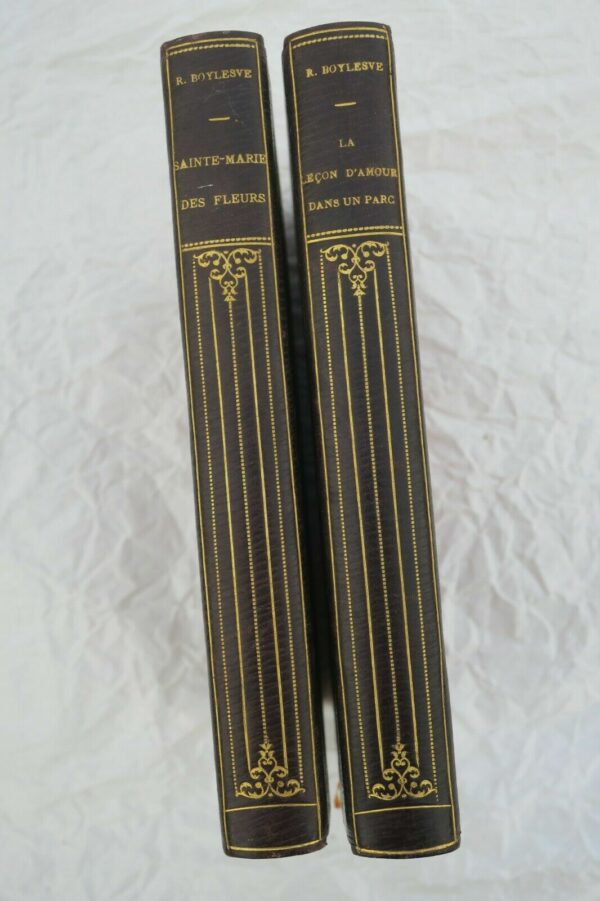 R. BOYLESVE
SAINTE-MARIE
DES FLEURS
R. BOYLESVE
LA
LEÇON D'AMOUR
DANS UN PARC